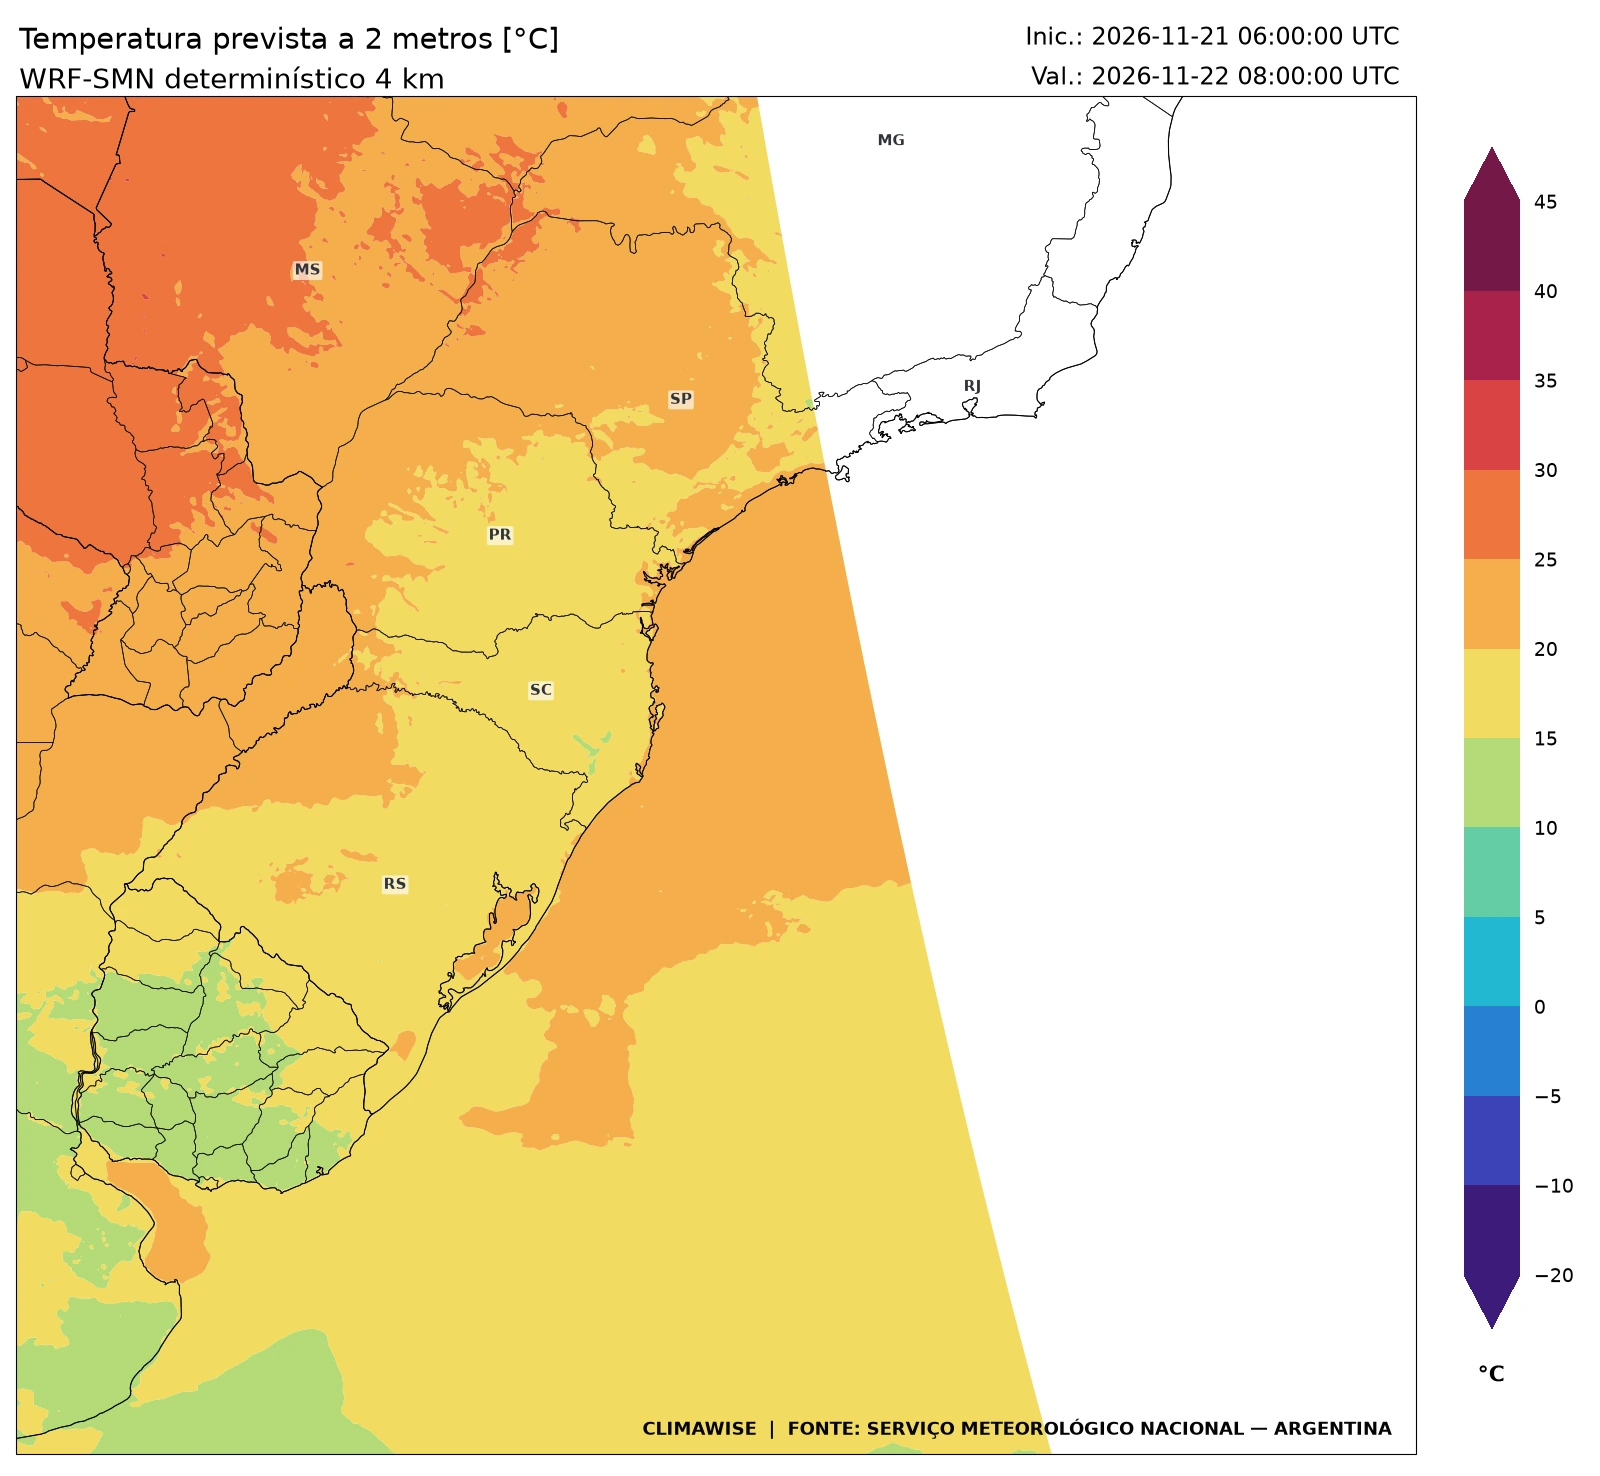 Temperatura prevista a 2 metros [°C]
WRF-SMN determinístico 4 km
Inic.: 2026-11-21 06:00:00 UTC
Val.: 2026-11-22 08:00:00 UTC
MG
MS
RJ
SP
PR
SC
RS
45
40
35
30
25
20
15
10
5
0
−5
−10
−20
°C
CLIMAWISE | FONTE: SERVIÇO METEOROLÓGICO NACIONAL — ARGENTINA